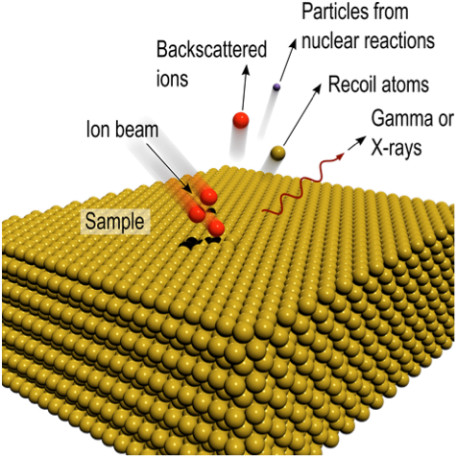 Particles from
nuclear reactions
Backscattered
ions
Recoil atoms
Gamma or
X-rays
Ion beam
Sample